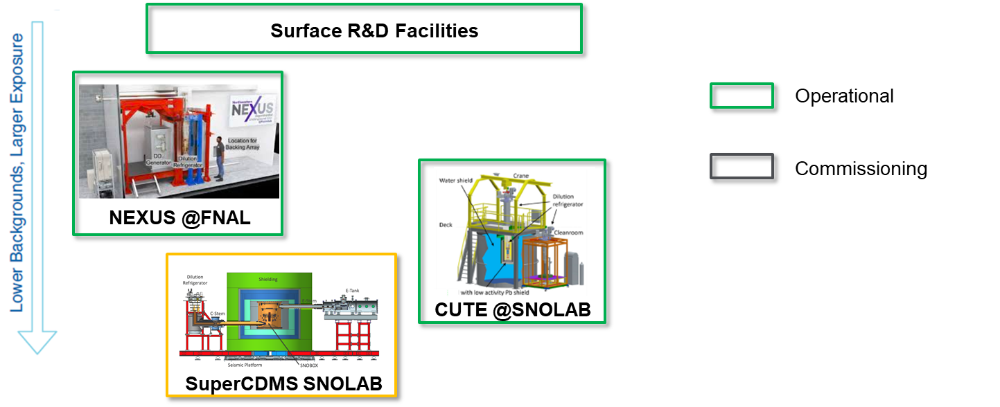 Surface R&D Facilities
Lower Backgrounds, Larger Exposure
Northwestern
NEXUS
Location for
Backing Array
DD
Generator
Dilution
Refrigerator
NEXUS @FNAL
Operational
Commissioning
Crane
Water shield
Dilution
refrigerator
Deck
Cleanroom
with low activity Pb shield
CUTE @SNOLAB
Dilution
Refrigerator
Shielding
E-Tank
E-Stem
C-Stem
Seismic Platform
SNOBOX
SuperCDMS SNOLAB